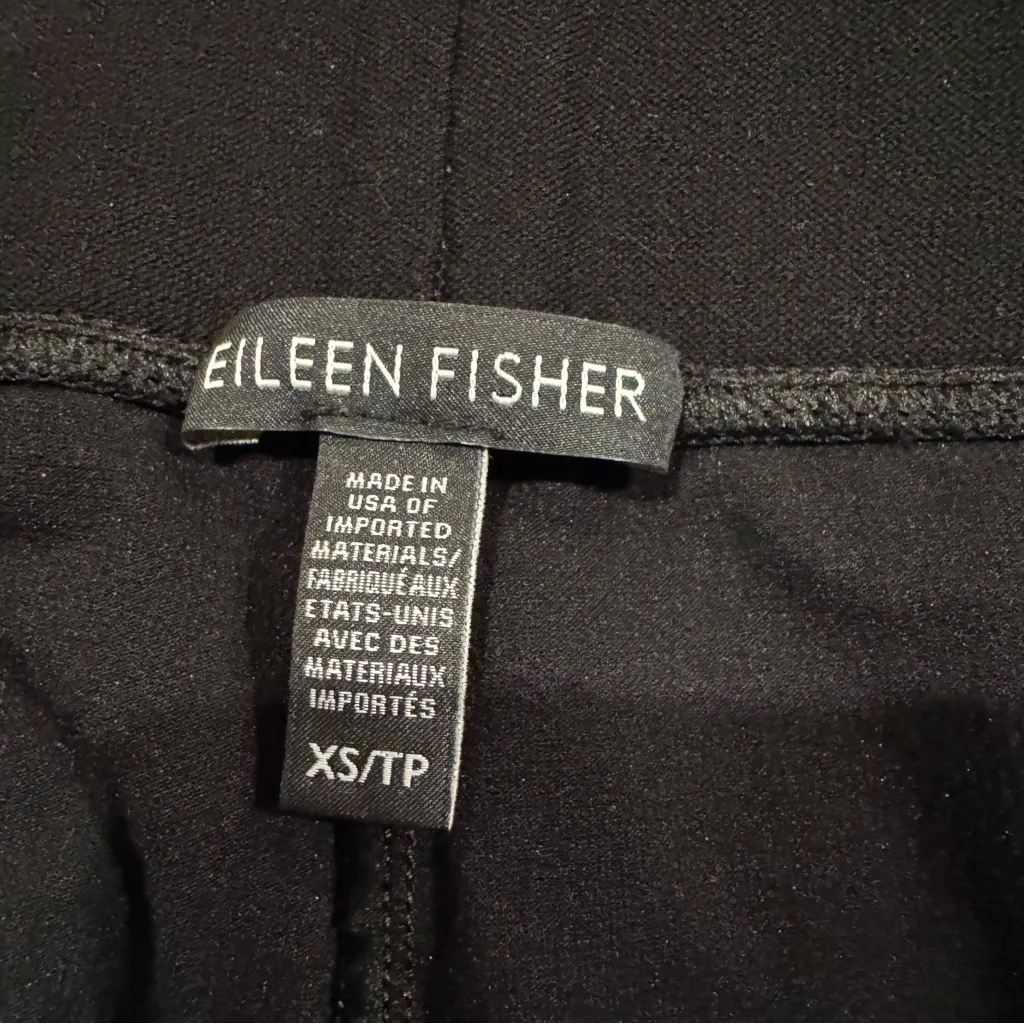 EILEEN FISHER
MADE IN
USA OF
IMPORTED
MATERIALS/
FABRIQUÉ AUX
ETATS-UNIS
AVEC DES
MATERIAUX
IMPORTÉS
XS/TP